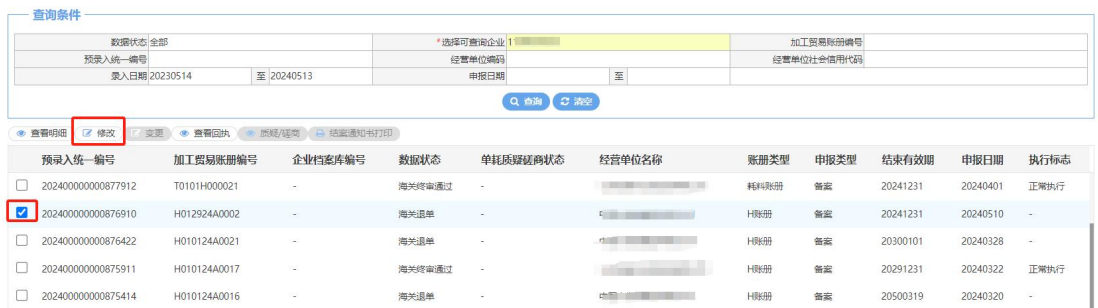 查询条件
数据状态 全部 *选择可查询企业 11 加工贸易账册编号
预录入统一编号 经营单位编码 经营单位社会信用代码
录入日期 20230514 至 20240513 申报日期 至
查询 清空
查看明细 修改 变更 查看回执 质疑/磋商 结案通知书打印
预录入统一编号 加工贸易账册编号 企业档案库编号 数据状态 单耗质疑磋商状态 经营单位名称 账册类型 申报类型 结束有效期 申报日期 执行标志
202400000000877912 T0101H000021 - 海关终审通过 - 耗料账册 备案 20241231 20240401 正常执行
202400000000876910 H012924A0002 - 海关退单 - H账册 备案 20241231 20240510 -
202400000000876422 H010124A0021 - 海关退单 - H账册 备案 20300101 20240328 -
202400000000875911 H010124A0017 - 海关终审通过 - H账册 备案 20291231 20240322 正常执行
202400000000875414 H010124A0016 - 海关退单 - H账册 备案 20500319 20240320 -